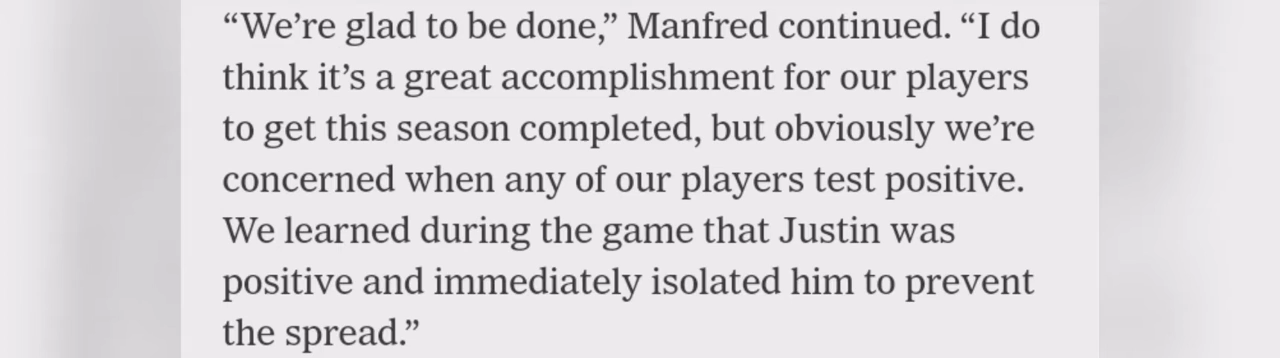 “We’re glad to be done,” Manfred continued. “I do
think it’s a great accomplishment for our players
to get this season completed, but obviously we’re
concerned when any of our players test positive.
We learned during the game that Justin was
positive and immediately isolated him to prevent
the spread.”